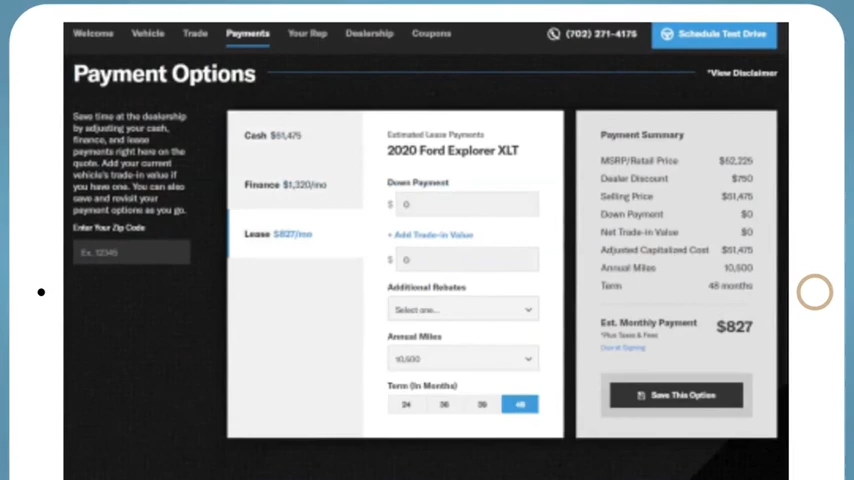 Welcome Vehicle Trade Payments Your Rep Dealership Coupons (702) 271-4175 Schedule Test Drive
Payment Options
*View Disclaimer
Save time at the dealership
by adjusting your cash,
finance, and lease
payments right here on the
quote. Add your current
vehicle's trade-in value if
you have one. You can also
save and revisit your
payment options as you go.
Enter Your Zip Code
Ex. 12345
Cash $51,475
Finance $1,320/mo
Lease $827/mo
Estimated Lease Payments
2020 Ford Explorer XLT
Down Payment
$ 0
+ Add Trade-in Value
$ 0
Additional Rebates
Select one...
Annual Miles
10,500
Term (In Months)
24 36 39 48
Payment Summary
MSRP/Retail Price $52,225
Dealer Discount $750
Selling Price $51,475
Down Payment $0
Net Trade-in Value $0
Adjusted Capitalized Cost $51,475
Annual Miles 10,500
Term 48 months
Est. Monthly Payment $827
*Plus Taxes & Fees
Due at Signing
Save This Option